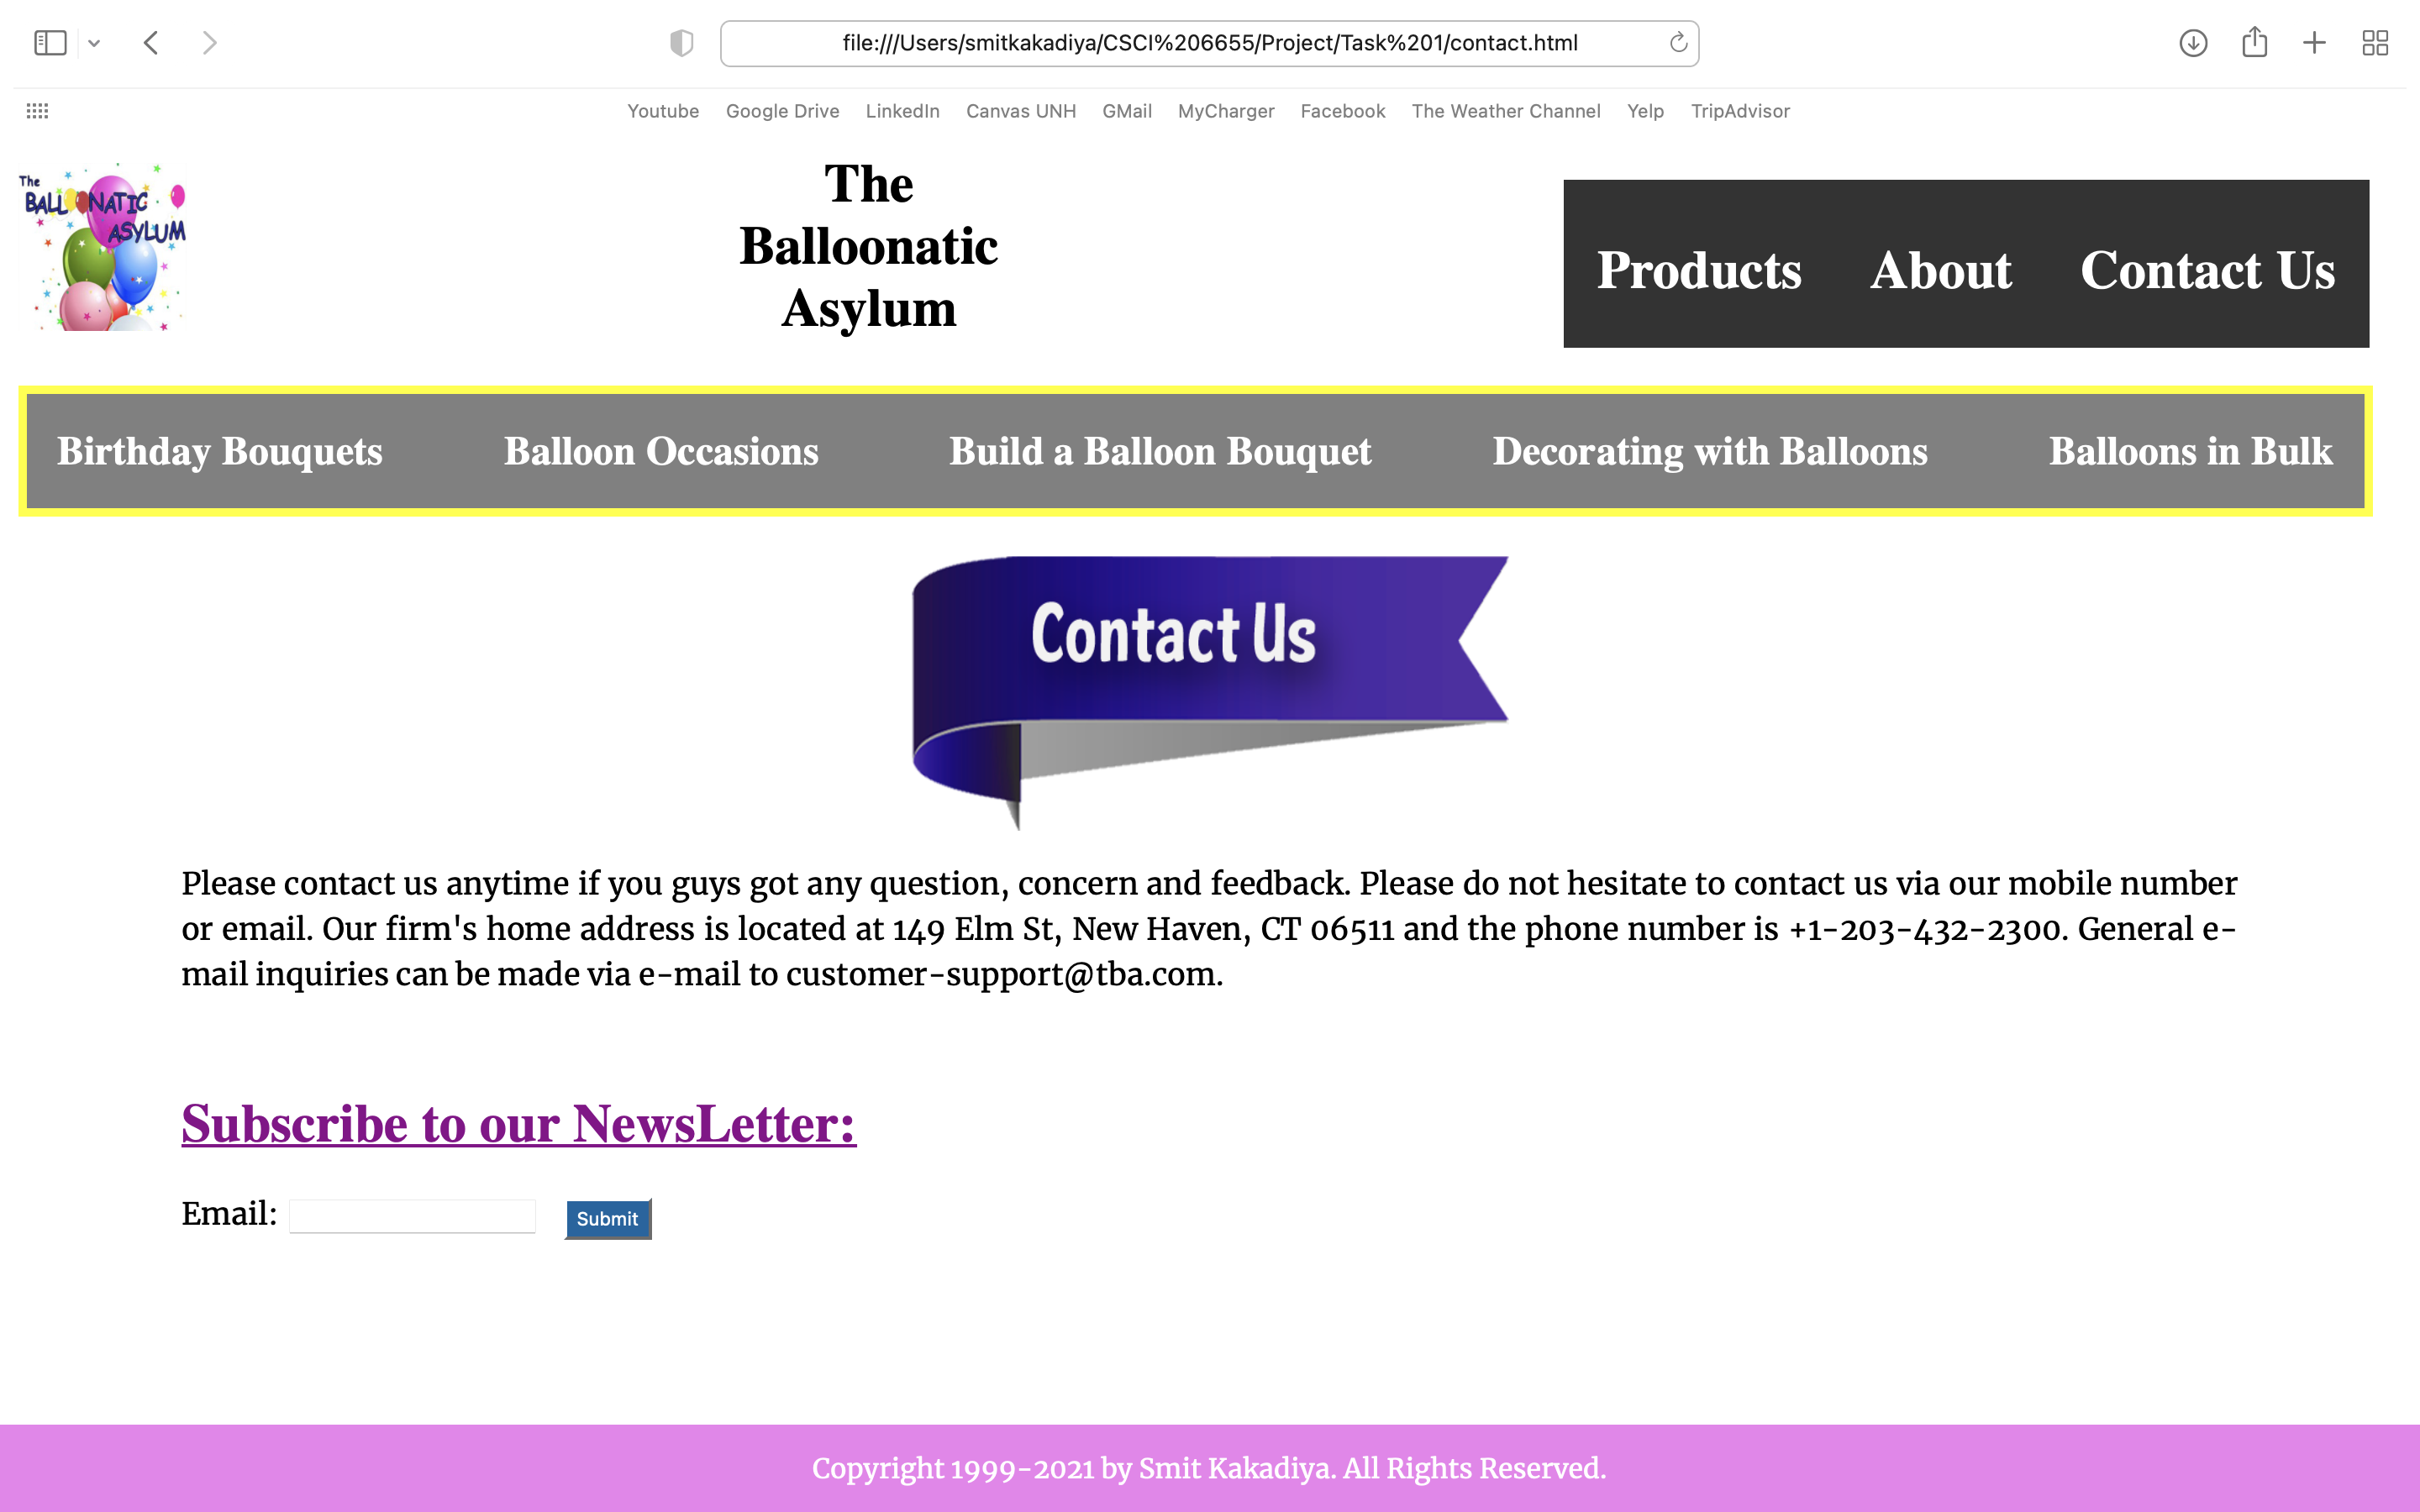 file:///Users/smitkakadiya/CSCI%206655/Project/Task%201/contact.html
Youtube Google Drive LinkedIn Canvas UNH GMail MyCharger Facebook The Weather Channel Yelp TripAdvisor
The
BALLOONATIC
ASYLUM
The
Balloonatic
Asylum
Products About Contact Us
Birthday Bouquets Balloon Occasions Build a Balloon Bouquet Decorating with Balloons Balloons in Bulk
Contact Us
Please contact us anytime if you guys got any question, concern and feedback. Please do not hesitate to contact us via our mobile number
or email. Our firm's home address is located at 149 Elm St, New Haven, CT 06511 and the phone number is +1-203-432-2300. General e-
mail inquiries can be made via e-mail to customer-support@tba.com.
Subscribe to our NewsLetter:
Email: Submit
Copyright 1999-2021 by Smit Kakadiya. All Rights Reserved.